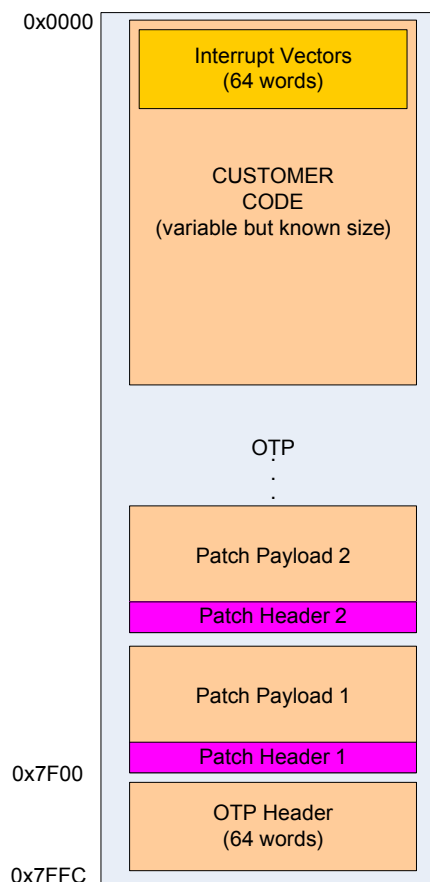 0x0000
Interrupt Vectors
(64 words)
CUSTOMER
CODE
(variable but known size)
OTP
.
.
.
Patch Payload 2
Patch Header 2
Patch Payload 1
Patch Header 1
0x7F00
OTP Header
(64 words)
0x7FFC